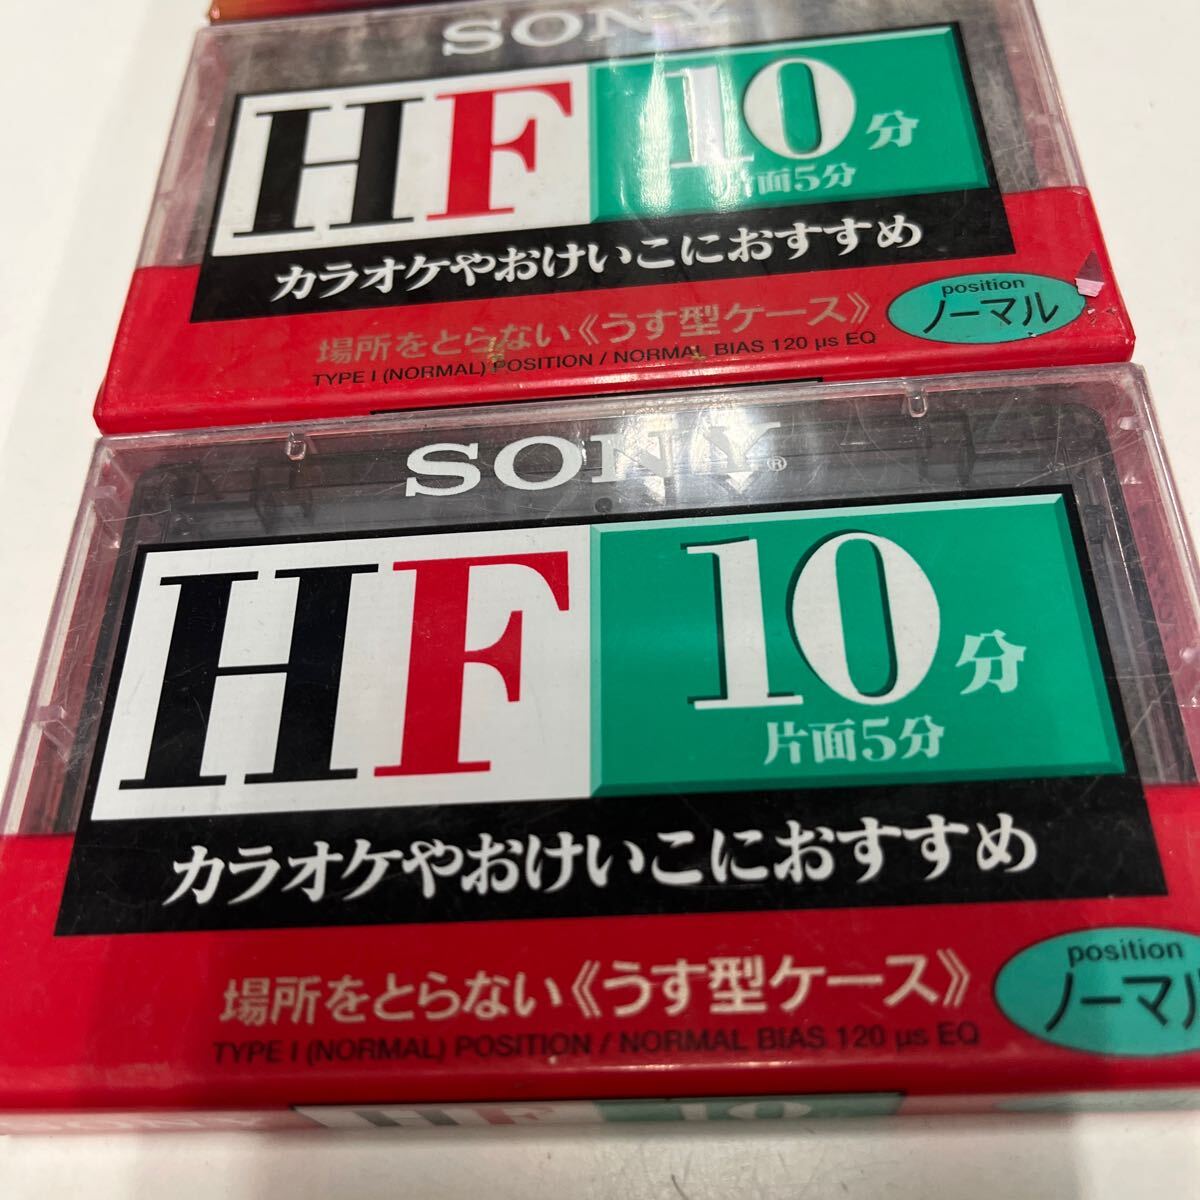 SONY
HF 10分
片面5分
カラオケやおけいこにおすすめ
場所をとらない《うす型ケース》
TYPE I (NORMAL) POSITION / NORMAL BIAS 120 µs EQ
position
ノーマル
SONY®
HF 10分
片面5分
カラオケやおけいこにおすすめ
場所をとらない《うす型ケース》
TYPE I (NORMAL) POSITION / NORMAL BIAS 120 µs EQ
position
ノーマル
SONY HF 10